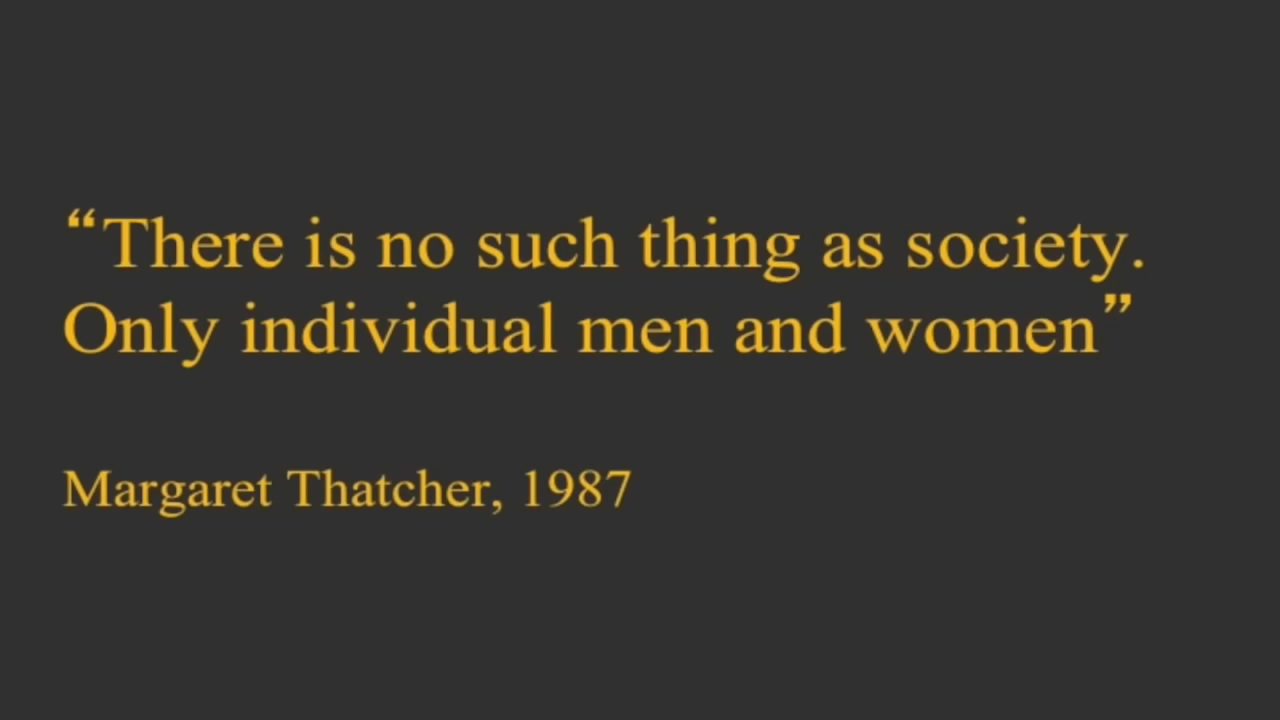 “There is no such thing as society.
Only individual men and women”
Margaret Thatcher, 1987